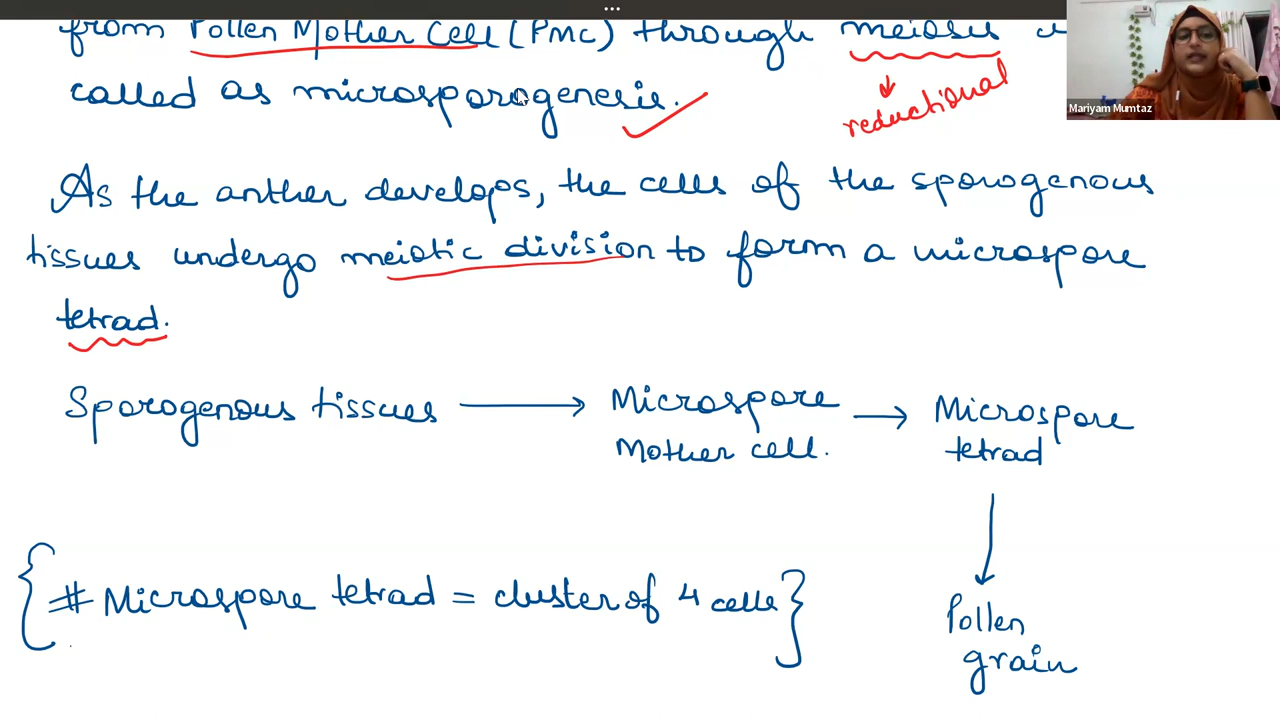 from Pollen Mother Cell (PMC) through meiosis
called as microsporogenesis.
reductional
Mariyam Mumtaz
As the anther develops, the cells of the sporogenous
tissues undergo meiotic division to form a microspore
tetrad.
Sporogenous tissues → Microspore → Microspore
Mother cell. tetrad
{ # Microspore tetrad = cluster of 4 cells }
Pollen
grain